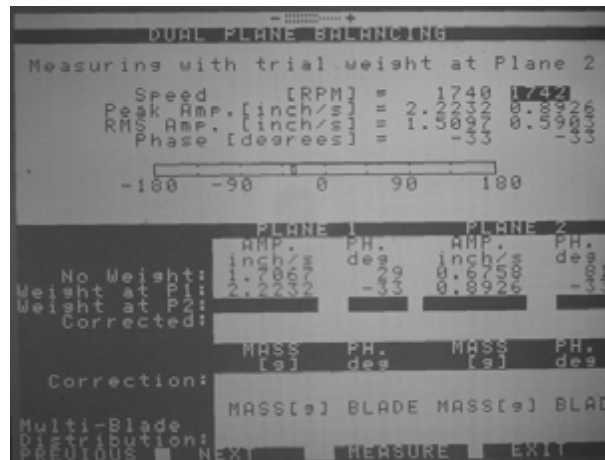 DUAL PLANE BALANCING
Measuring with trial weight at Plane 2
Speed [RPM] = 1740 1742
Peak Amp.[inch/s] = 2.2232 0.8926
RMS Amp. [inch/s] = 1.5097 0.5903
Phase [degrees] = -33 -33
-180 -90 0 90 180
PLANE 1 PLANE 2
AMP. PH. AMP. PH.
inch/s deg inch/s deg
No Weight: 1.7067 29 0.6758 81
Weight at P1: 2.2232 -33 0.8926 -33
Weight at P2:
Corrected:
MASS PH. MASS PH.
[g] deg [g] deg
Correction:
MASS[g] BLADE MASS[g] BLAD
Multi-Blade
Distribution:
PREVIOUS NEXT MEASURE EXIT